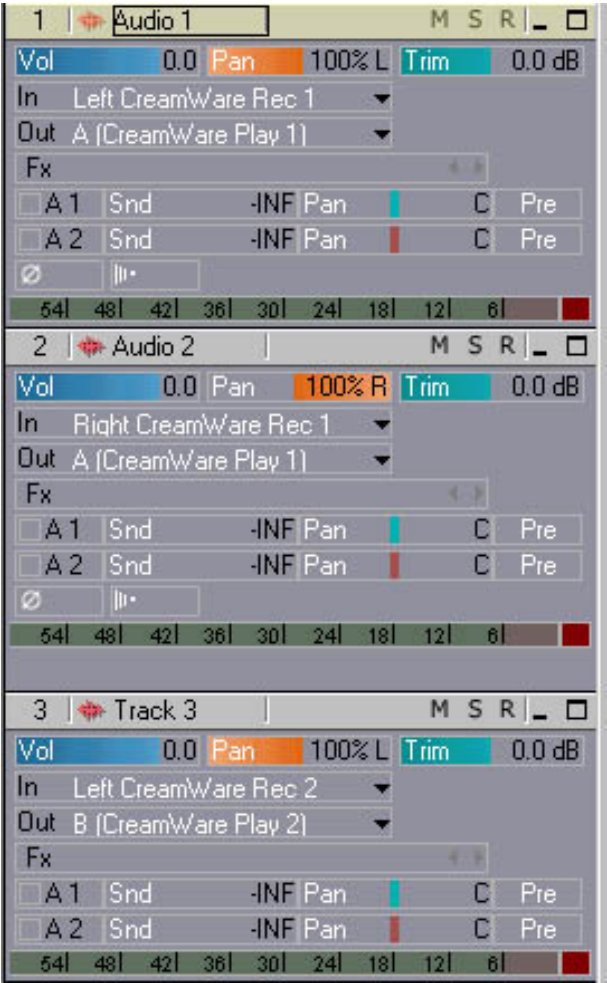 1 Audio 1 M S R
Vol 0.0 Pan 100% L Trim 0.0 dB
In Left CreamWare Rec 1
Out A (CreamWare Play 1)
Fx
A 1 Snd -INF Pan C Pre
A 2 Snd -INF Pan C Pre
54 48 42 36 30 24 18 12 6
2 Audio 2 M S R
Vol 0.0 Pan 100% R Trim 0.0 dB
In Right CreamWare Rec 1
Out A (CreamWare Play 1)
Fx
A 1 Snd -INF Pan C Pre
A 2 Snd -INF Pan C Pre
54 48 42 36 30 24 18 12 6
3 Track 3 M S R
Vol 0.0 Pan 100% L Trim 0.0 dB
In Left CreamWare Rec 2
Out B (CreamWare Play 2)
Fx
A 1 Snd -INF Pan C Pre
A 2 Snd -INF Pan C Pre
54 48 42 36 30 24 18 12 6